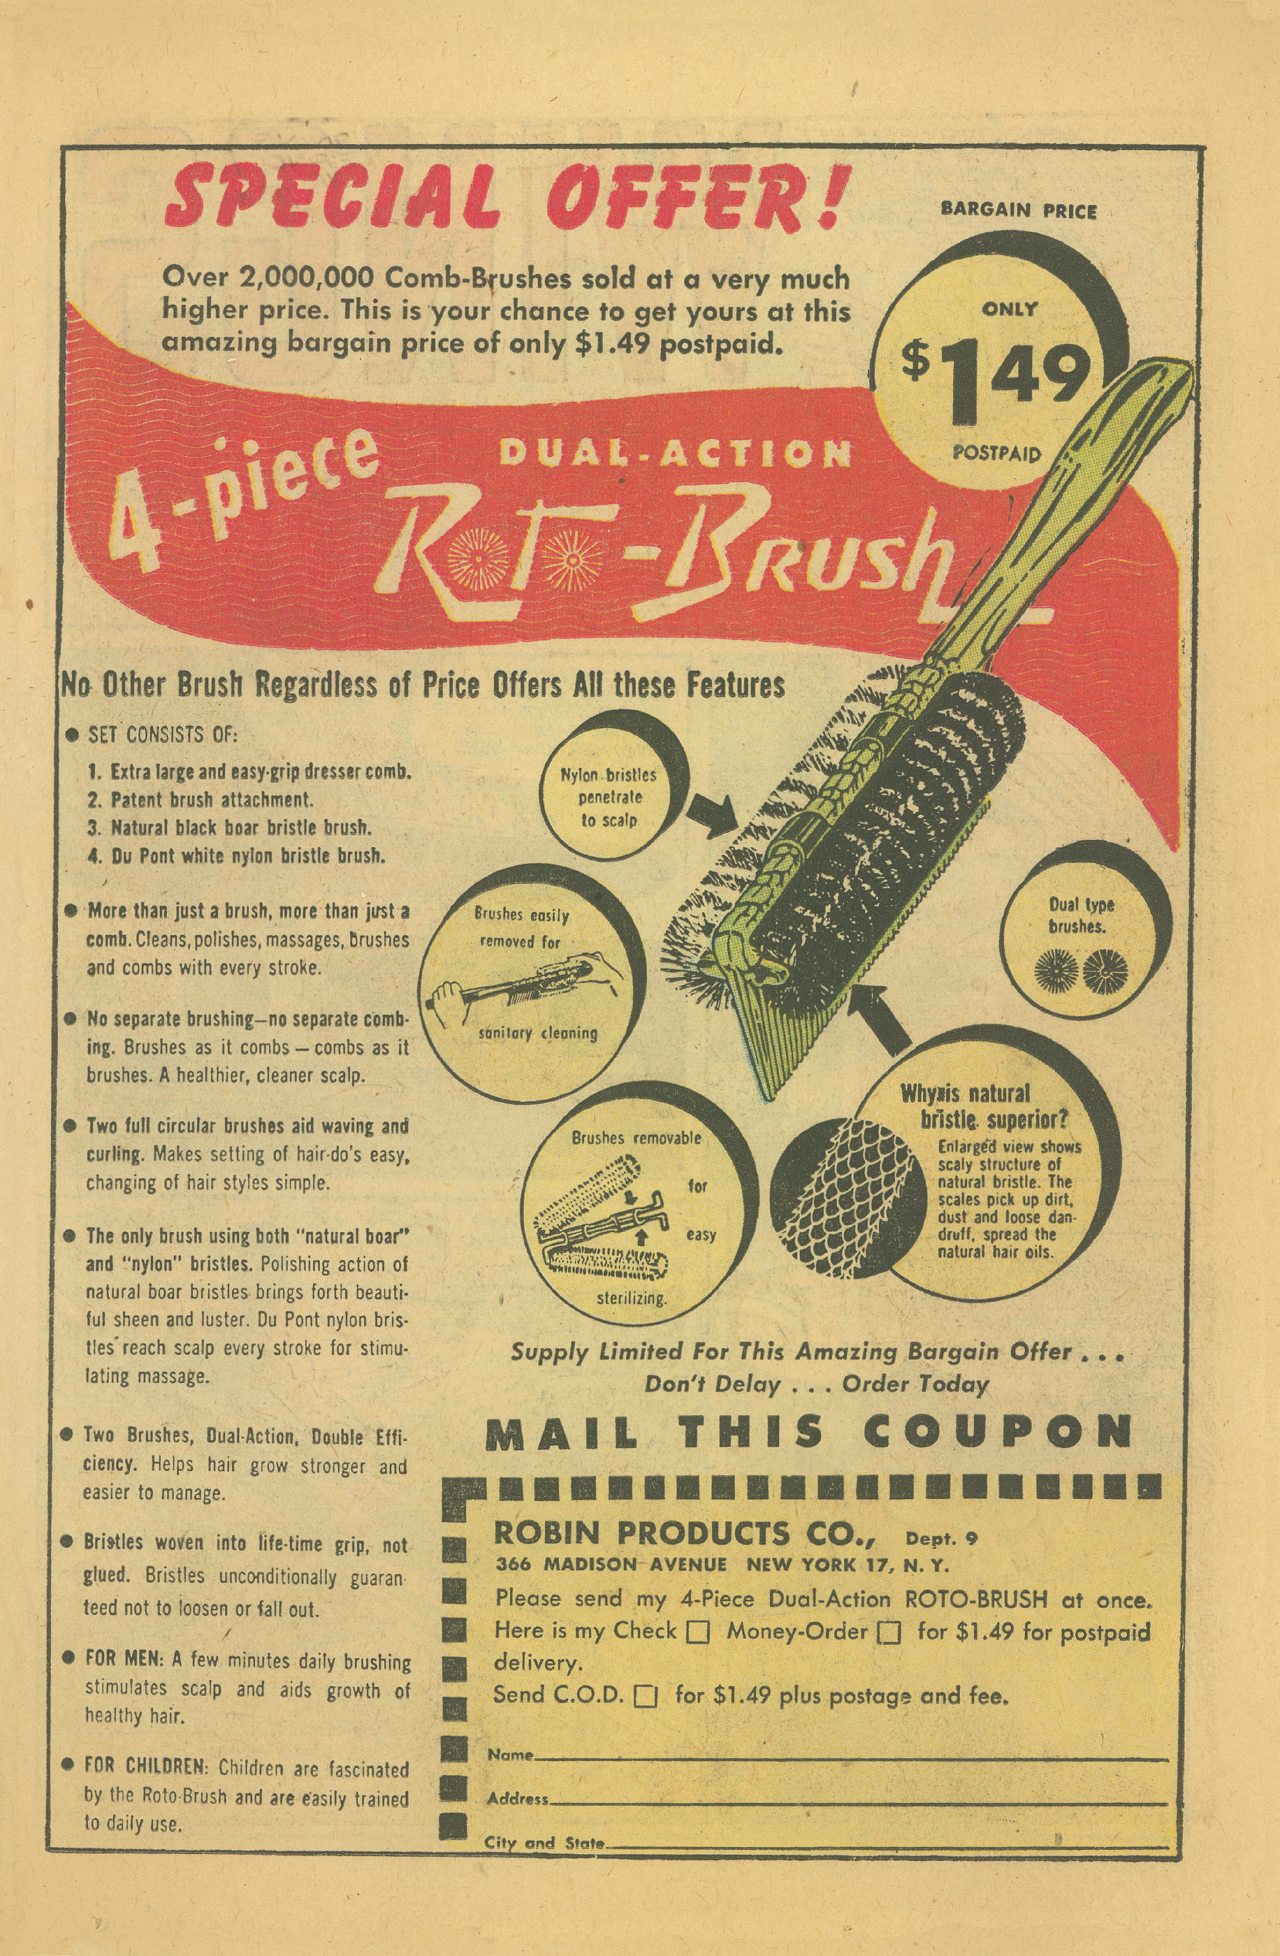 SPECIAL OFFER!
Over 2,000,000 Comb-Brushes sold at a very much
higher price. This is your chance to get yours at this
amazing bargain price of only $1.49 postpaid.
BARGAIN PRICE
ONLY
$1 49
POSTPAID
4-piece
DUAL-ACTION
ROTO-BRUSH
No Other Brush Regardless of Price Offers All these Features
● SET CONSISTS OF:
1. Extra large and easy-grip dresser comb.
2. Patent brush attachment.
3. Natural black boar bristle brush.
4. Du Pont white nylon bristle brush.
● More than just a brush, more than just a
comb. Cleans, polishes, massages, brushes
and combs with every stroke.
● No separate brushing—no separate comb-
ing. Brushes as it combs — combs as it
brushes. A healthier, cleaner scalp.
● Two full circular brushes aid waving and
curling. Makes setting of hair-do's easy,
changing of hair styles simple.
● The only brush using both "natural boar"
and "nylon" bristles. Polishing action of
natural boar bristles brings forth beauti-
ful sheen and luster. Du Pont nylon bris-
tles reach scalp every stroke for stimu-
lating massage.
● Two Brushes, Dual-Action, Double Effi-
ciency. Helps hair grow stronger and
easier to manage.
● Bristles woven into life-time grip, not
glued. Bristles unconditionally guaran-
teed not to loosen or fall out.
● FOR MEN: A few minutes daily brushing
stimulates scalp and aids growth of
healthy hair.
● FOR CHILDREN: Children are fascinated
by the Roto-Brush and are easily trained
to daily use.
Nylon bristles
penetrate
to scalp
Brushes easily
removed for
sanitary cleaning
Dual type
brushes.
Brushes removable
for
easy
sterilizing.
Why is natural
bristle superior?
Enlarged view shows
scaly structure of
natural bristle. The
scales pick up dirt,
dust and loose dan-
druff, spread the
natural hair oils.
Supply Limited For This Amazing Bargain Offer . . .
Don't Delay . . . Order Today
MAIL THIS COUPON
ROBIN PRODUCTS CO., Dept. 9
366 MADISON AVENUE NEW YORK 17, N. Y.
Please send my 4-Piece Dual-Action ROTO-BRUSH at once.
Here is my Check □ Money-Order □ for $1.49 for postpaid
delivery.
Send C.O.D. □ for $1.49 plus postage and fee.
Name
Address
City and State